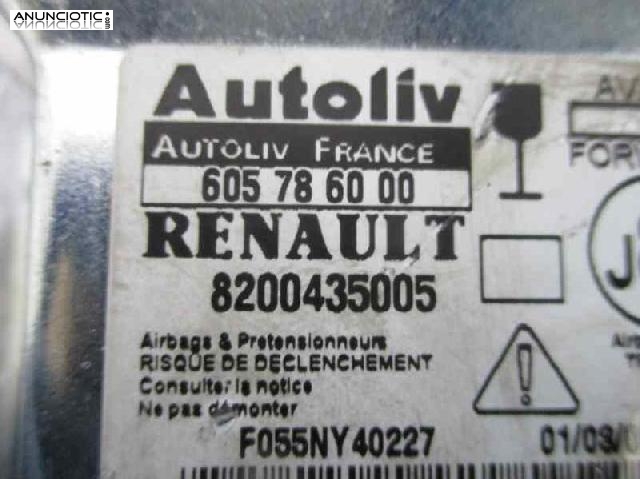 ANUNCIOTIC.com
Autoliv
AUTOLIV FRANCE
605 78 60 00
RENAULT
8200435005
Airbags & Pretensionneurs
RISQUE DE DECLENCHEMENT
Consulter la notice
Ne pas démonter
F055NY40227